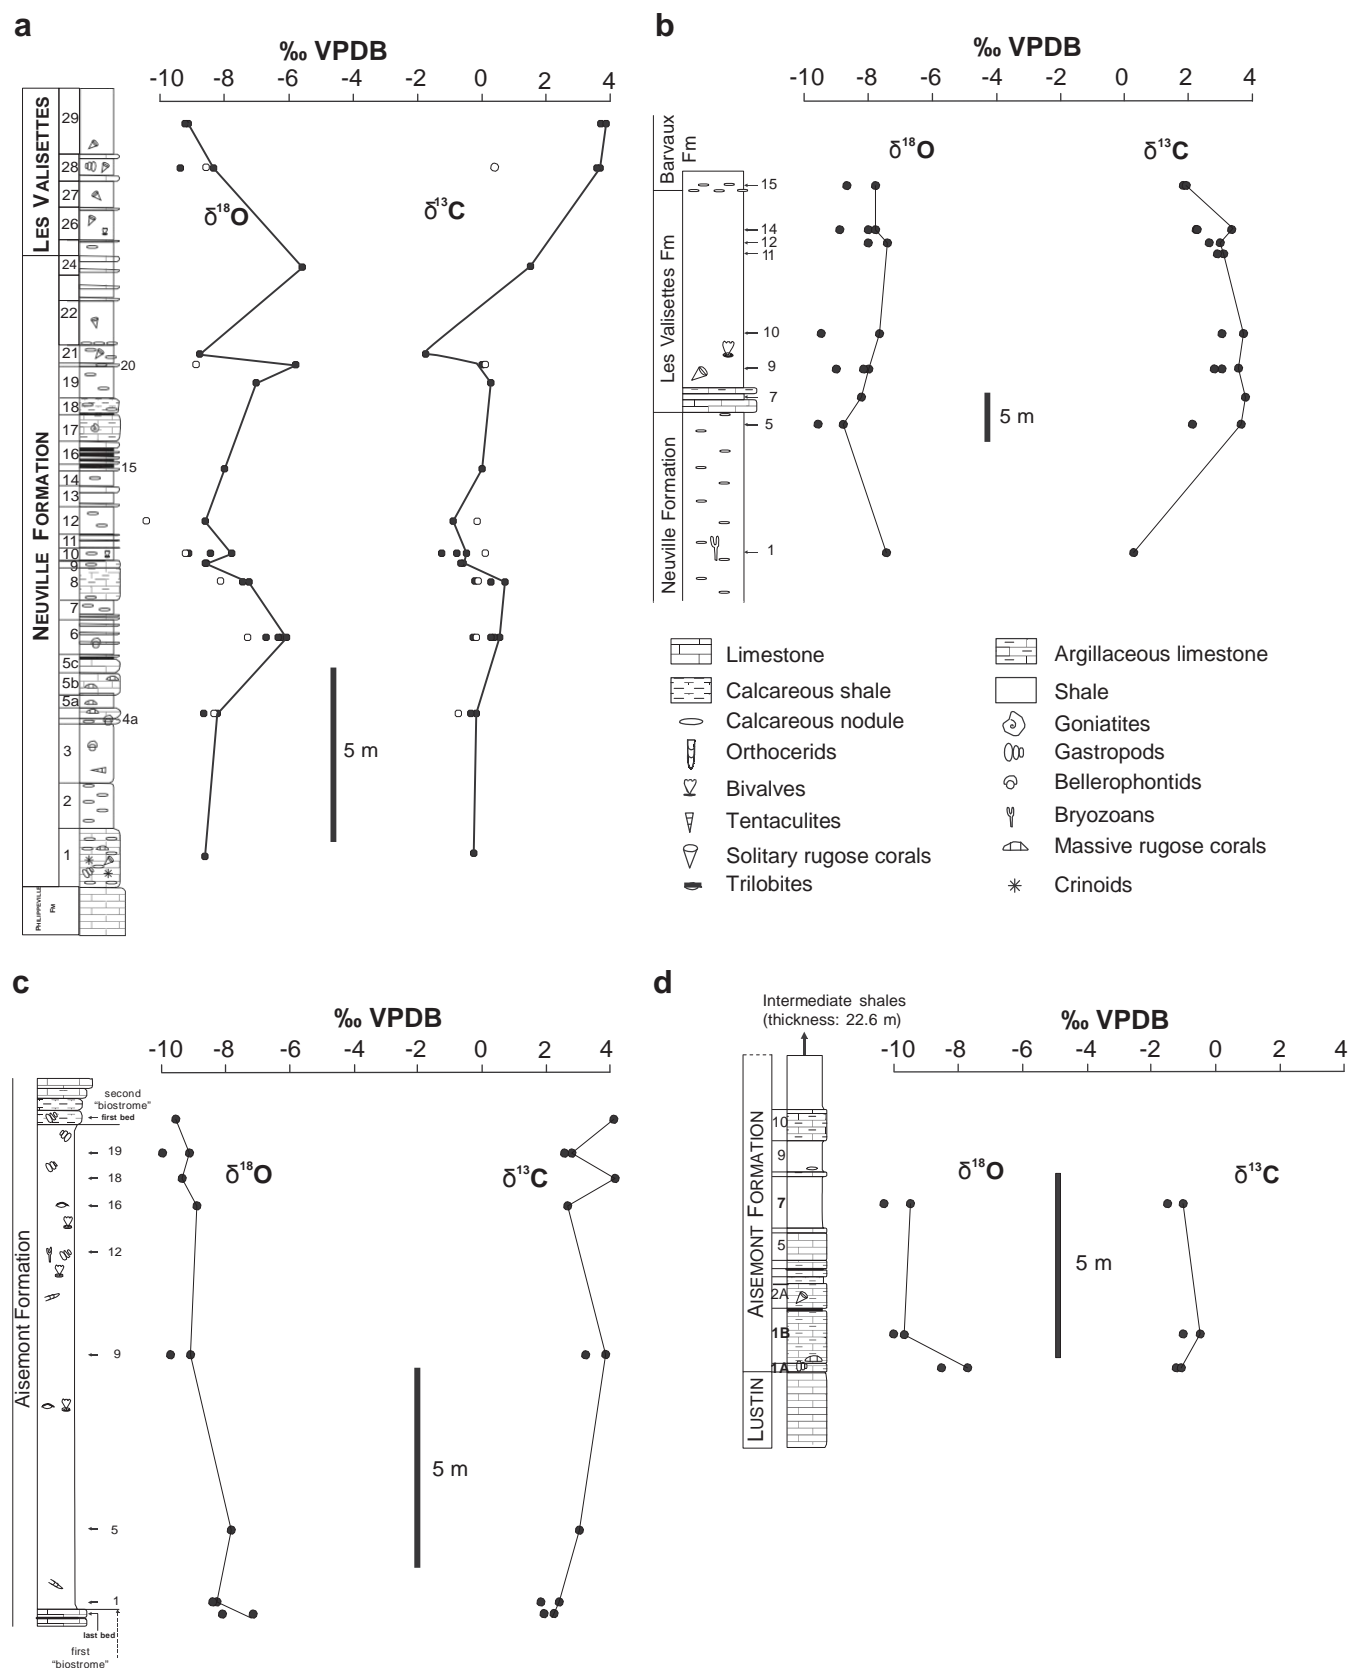 a
‰ VPDB
-10 -8 -6 -4 -2 0 2 4
LES VALISETTES
NEUVILLE FORMATION
PHILIPPEVILLE FM
29
28
27
26
24
22
21
20
19
18
17
16
15
14
13
12
11
10
9
8
7
6
5c
5b
5a
4a
3
2
1
δ18O
δ13C
5 m
b
‰ VPDB
-10 -8 -6 -4 -2 0 2 4
δ18O
δ13C
Barvaux Fm
Les Valisettes Fm
Neuville Formation
15
14
12
11
10
9
7
5
1
5 m
Limestone
Calcareous shale
Calcareous nodule
Orthocerids
Bivalves
Tentaculites
Solitary rugose corals
Trilobites
Argillaceous limestone
Shale
Goniatites
Gastropods
Bellerophontids
Bryozoans
Massive rugose corals
Crinoids
c
‰ VPDB
-10 -8 -6 -4 -2 0 2 4
Aisemont Formation
second
"biostrome"
first bed
19
18
16
12
9
5
1
last bed
first
"biostrome"
δ18O
δ13C
5 m
d
Intermediate shales
(thickness: 22.6 m)
‰ VPDB
-10 -8 -6 -4 -2 0 2 4
AISEMONT FORMATION
LUSTIN
10
9
7
5
2A
1B
1A
δ18O
δ13C
5 m